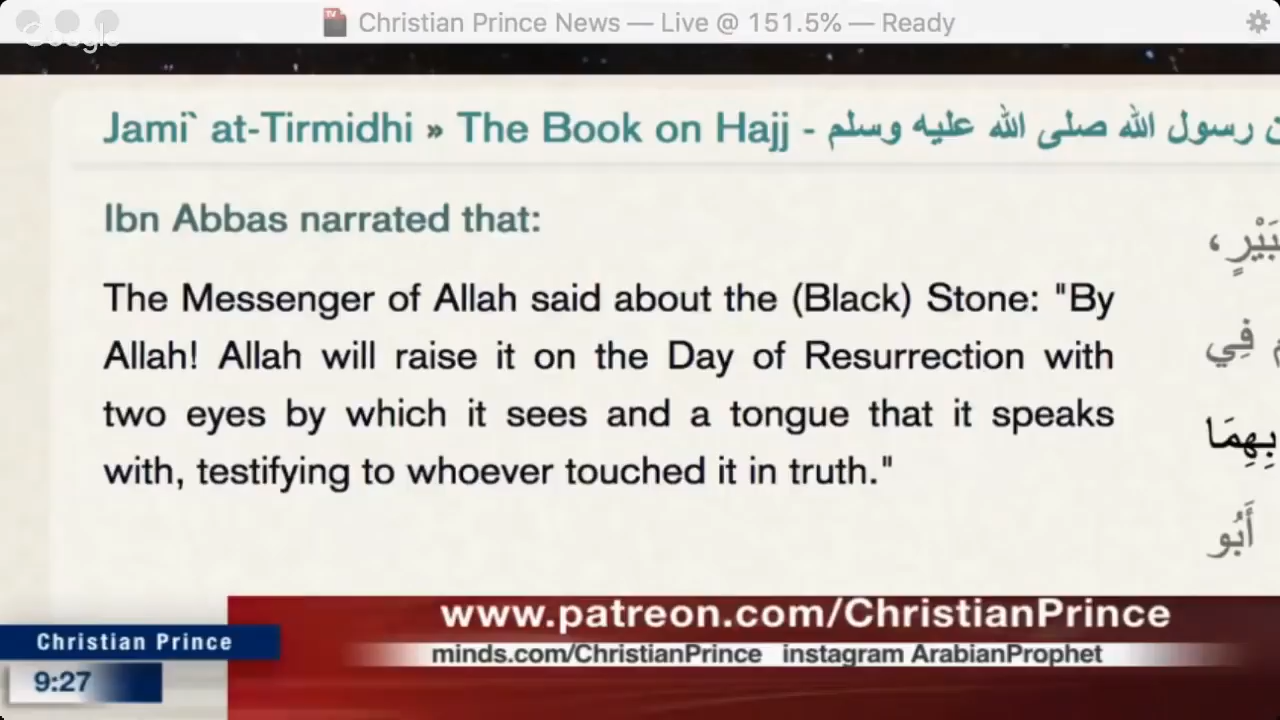 Christian Prince News — Live @ 151.5% — Ready
Google
Jami` at-Tirmidhi » The Book on Hajj - رسول الله صلى الله عليه وسلم
Ibn Abbas narrated that:
The Messenger of Allah said about the (Black) Stone: "By
Allah! Allah will raise it on the Day of Resurrection with
two eyes by which it sees and a tongue that it speaks
with, testifying to whoever touched it in truth."
فِي
بِهِمَا
أَبُو
www.patreon.com/ChristianPrince
Christian Prince
minds.com/ChristianPrince instagram ArabianProphet
9:27